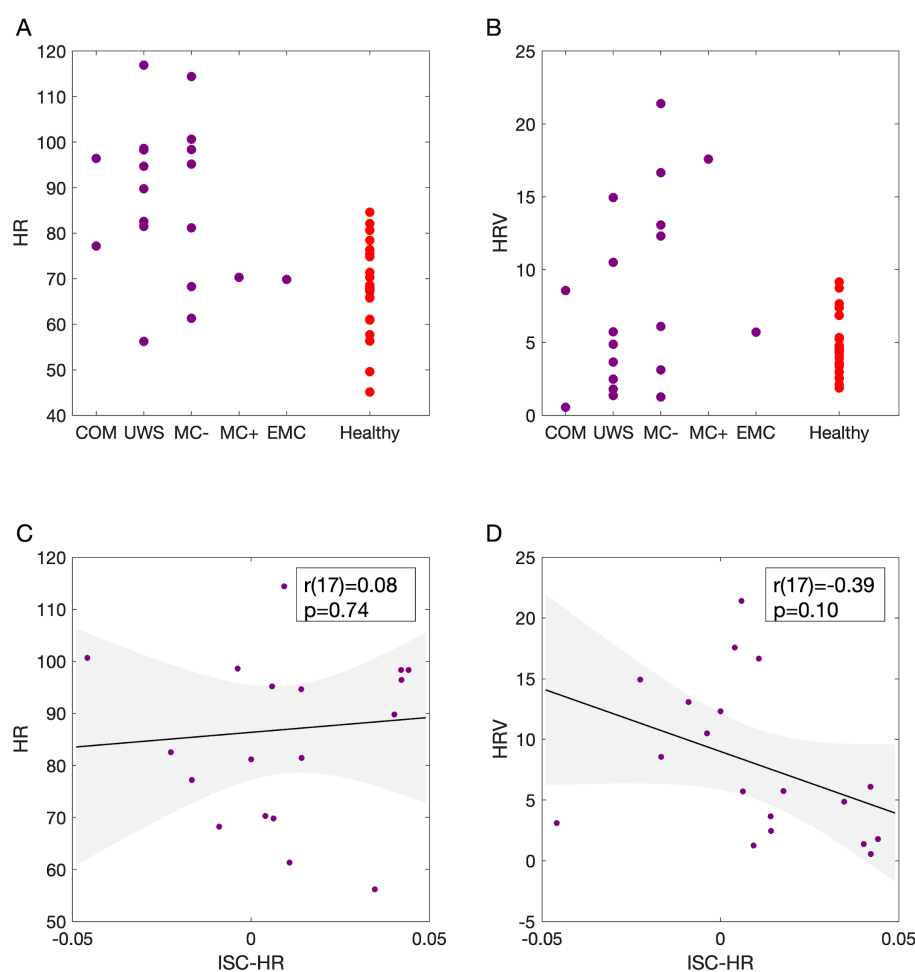 A
120
110
100
90
80
70
60
50
40
HR
COM UWS MC- MC+ EMC Healthy
B
25
20
15
10
5
0
HRV
COM UWS MC- MC+ EMC Healthy
C
120
110
100
90
80
70
60
50
HR
r(17)=0.08
p=0.74
-0.05 0 0.05
ISC-HR
D
25
20
15
10
5
0
-5
HRV
r(17)=-0.39
p=0.10
-0.05 0 0.05
ISC-HR